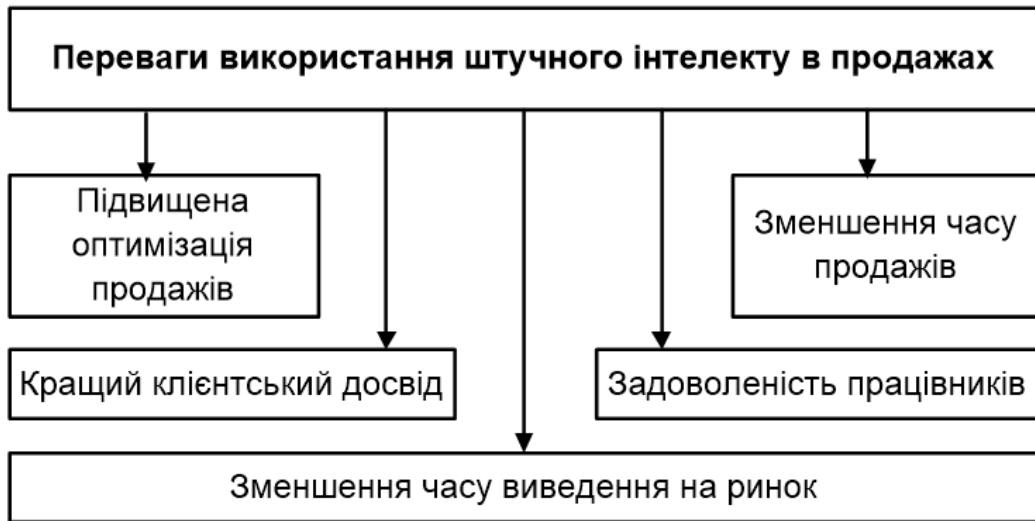 Переваги використання штучного інтелекту в продажах
Підвищена
оптимізація
продажів
Зменшення часу
продажів
Кращий клієнтський досвід
Задоволеність працівників
Зменшення часу виведення на ринок